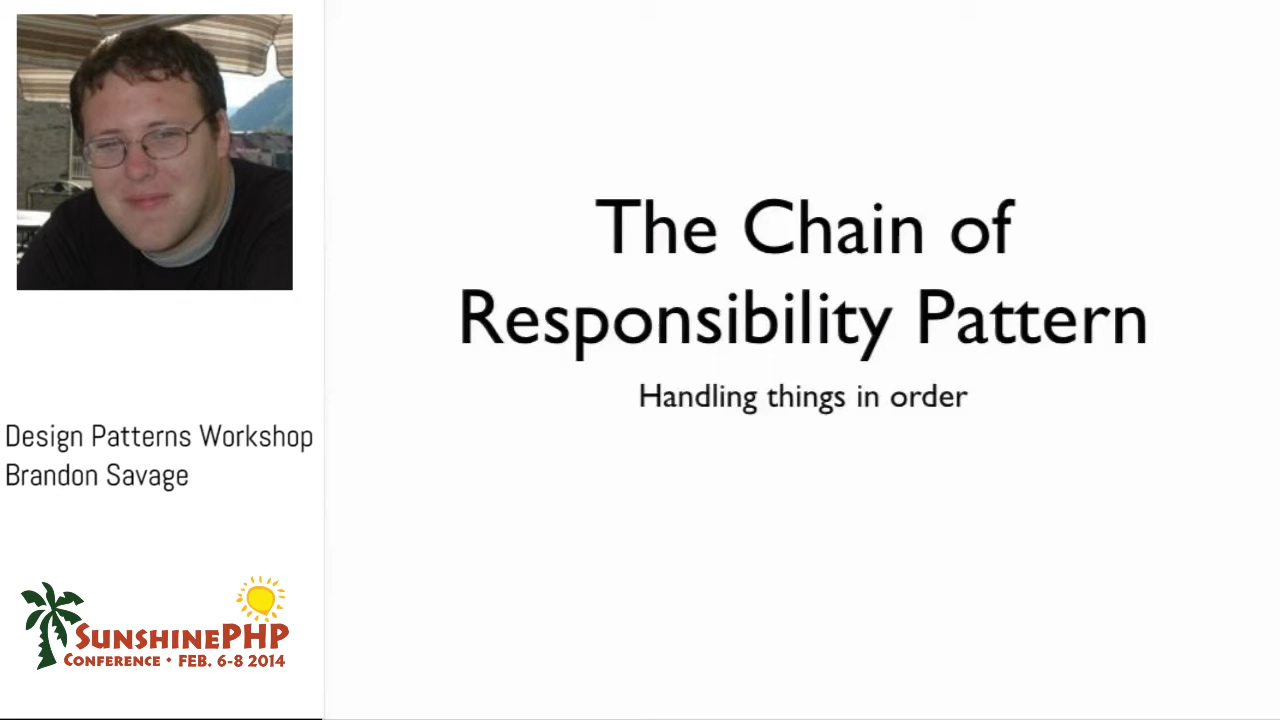 The Chain of
Responsibility Pattern
Handling things in order
Design Patterns Workshop
Brandon Savage
SUNSHINEPHP
CONFERENCE • FEB. 6-8 2014